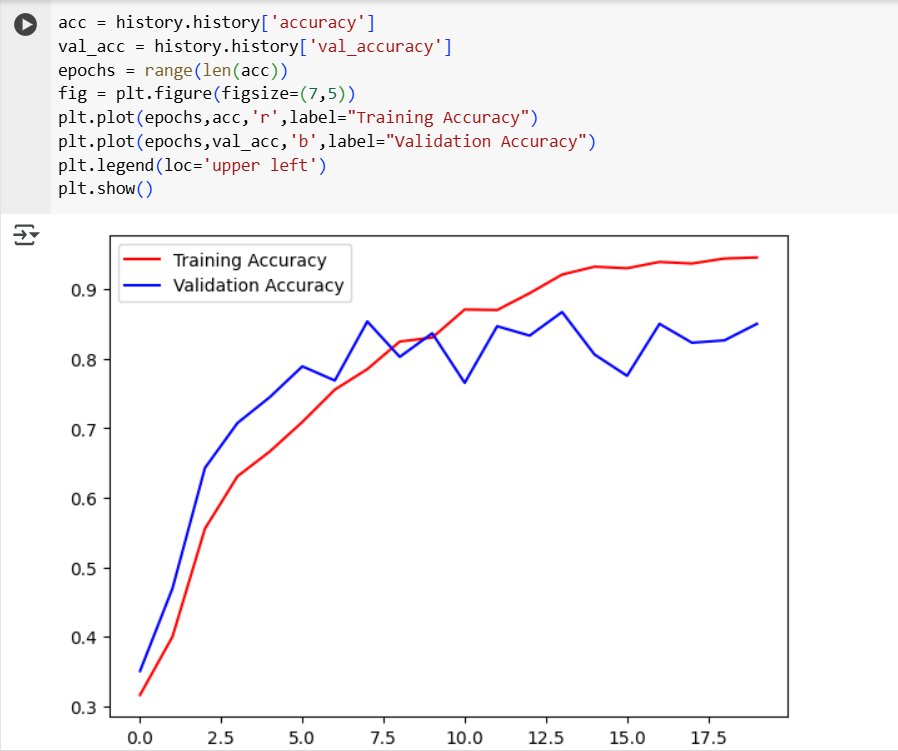 acc = history.history['accuracy']
val_acc = history.history['val_accuracy']
epochs = range(len(acc))
fig = plt.figure(figsize=(7,5))
plt.plot(epochs,acc,'r',label="Training Accuracy")
plt.plot(epochs,val_acc,'b',label="Validation Accuracy")
plt.legend(loc='upper left')
plt.show()
Training Accuracy
Validation Accuracy
0.9
0.8
0.7
0.6
0.5
0.4
0.3
0.0 2.5 5.0 7.5 10.0 12.5 15.0 17.5